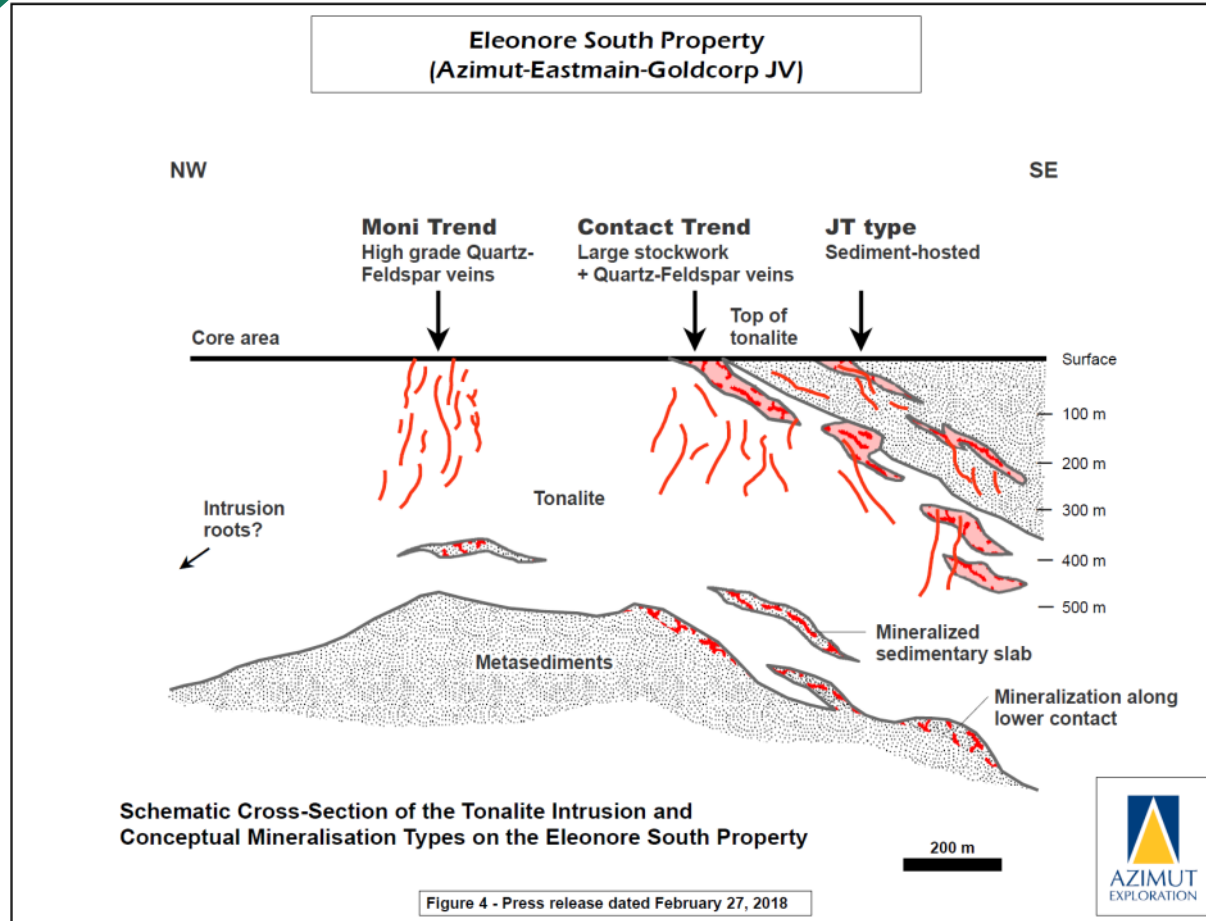 Eleonore South Property
(Azimut-Eastmain-Goldcorp JV)
NW
SE
Moni Trend
High grade Quartz-
Feldspar veins
Contact Trend
Large stockwork
+ Quartz-Feldspar veins
JT type
Sediment-hosted
Core area
Top of
tonalite
Surface
100 m
200 m
300 m
400 m
500 m
Tonalite
Intrusion
roots?
Metasediments
Mineralized
sedimentary slab
Mineralization along
lower contact
Schematic Cross-Section of the Tonalite Intrusion and
Conceptual Mineralisation Types on the Eleonore South Property
200 m
AZIMUT
EXPLORATION
Figure 4 - Press release dated February 27, 2018